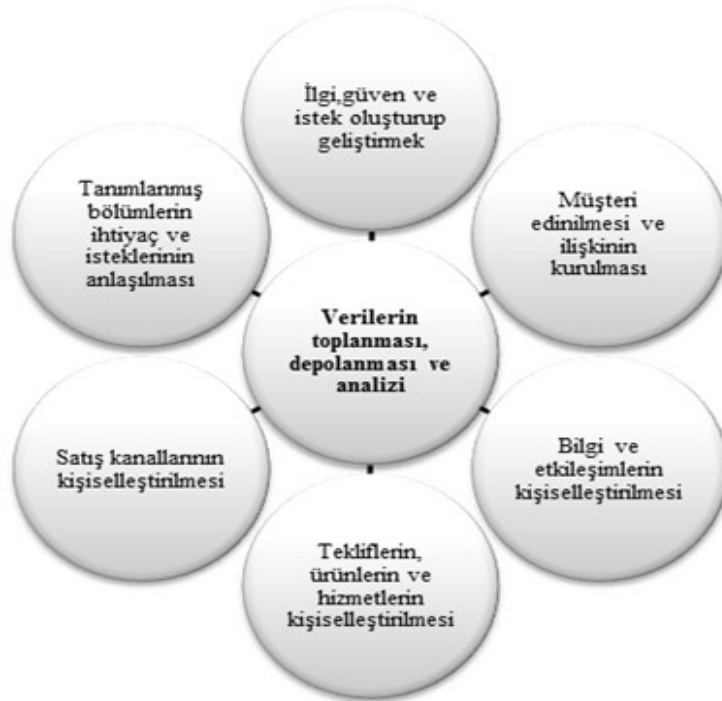 İlgi,güven ve
istek oluşturup
geliştirmek
Müşteri
edinilmesi ve
ilişkinin
kurulması
Bilgi ve
etkileşimlerin
kişiselleştirilmesi
Tekliflerin,
ürünlerin ve
hizmetlerin
kişiselleştirilmesi
Satış kanallarının
kişiselleştirilmesi
Tanımlanmış
bölümlerin
ihtiyaç ve
isteklerinin
anlaşılması
Verilerin
toplanması,
depolanması ve
analizi